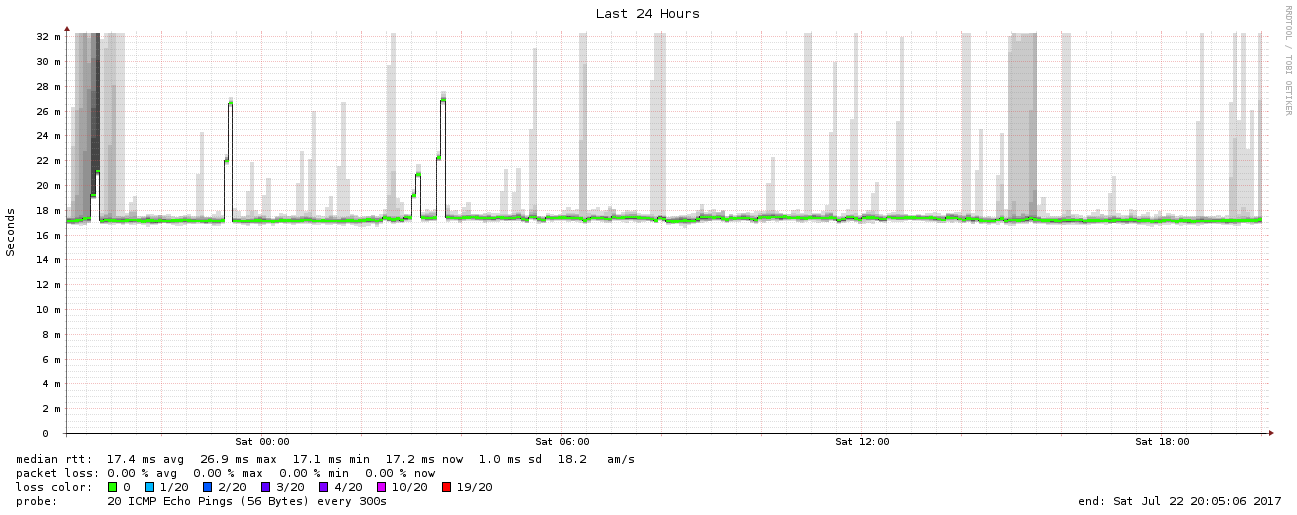 Last 24 Hours
RRDTOOL / TOBI OETIKER
Seconds
32 m
30 m
28 m
26 m
24 m
22 m
20 m
18 m
16 m
14 m
12 m
10 m
8 m
6 m
4 m
2 m
0
Sat 00:00 Sat 06:00 Sat 12:00 Sat 18:00
median rtt: 17.4 ms avg 26.9 ms max 17.1 ms min 17.2 ms now 1.0 ms sd 18.2 am/s
packet loss: 0.00 % avg 0.00 % max 0.00 % min 0.00 % now
loss color: 0 1/20 2/20 3/20 4/20 10/20 19/20
probe: 20 ICMP Echo Pings (56 Bytes) every 300s end: Sat Jul 22 20:05:06 2017